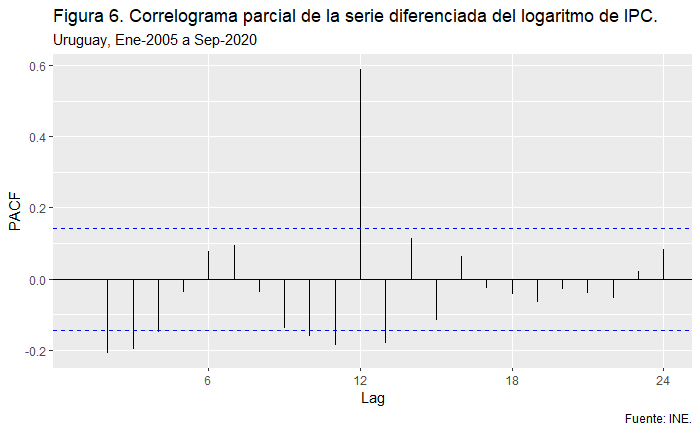 Figura 6. Correlograma parcial de la serie diferenciada del logaritmo de IPC.
Uruguay, Ene-2005 a Sep-2020
0.6
0.4
0.2
0.0
-0.2
PACF
6 12 18 24
Lag
Fuente: INE.